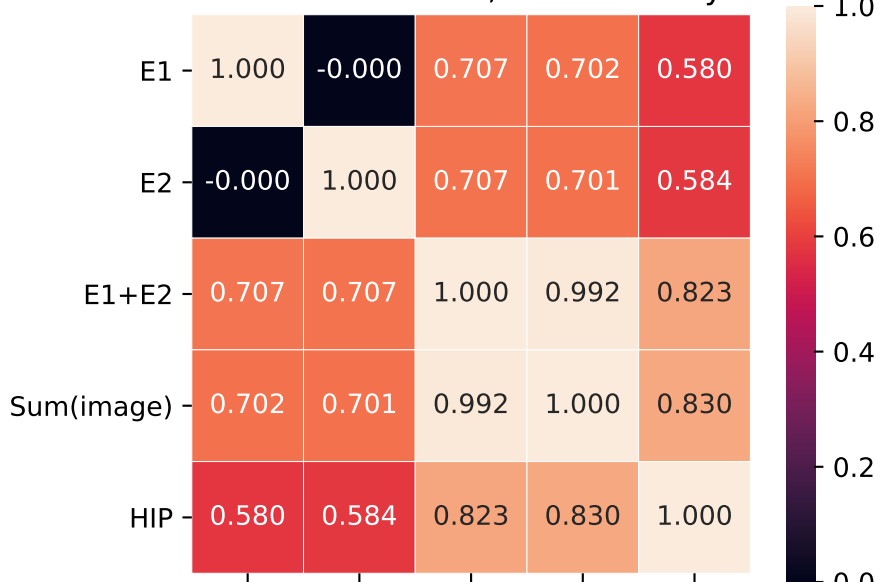 1.0
E1 1.000 -0.000 0.707 0.702 0.580
0.8
E2 -0.000 1.000 0.707 0.701 0.584
0.6
E1+E2 0.707 0.707 1.000 0.992 0.823
0.4
Sum(image) 0.702 0.701 0.992 1.000 0.830
0.2
HIP 0.580 0.584 0.823 0.830 1.000
0.0